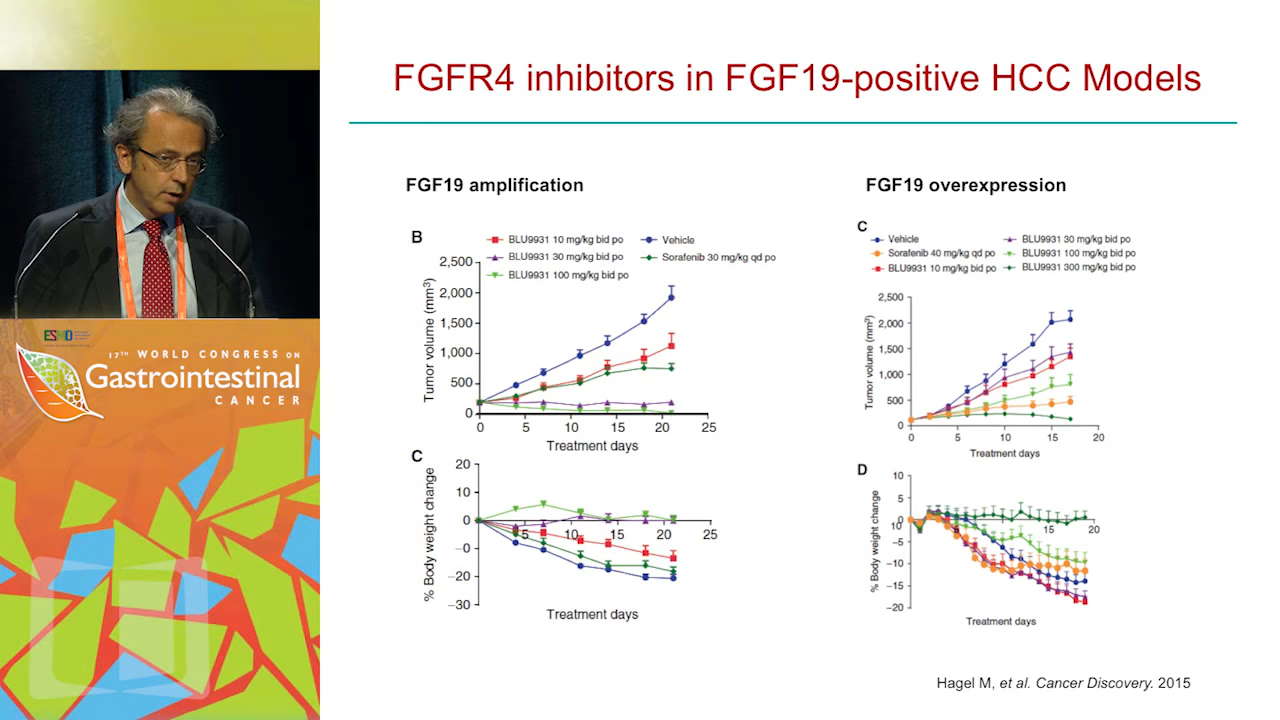 FGFR4 inhibitors in FGF19-positive HCC Models
FGF19 amplification
B
BLU9931 10 mg/kg bid po
Vehicle
BLU9931 30 mg/kg bid po
Sorafenib 30 mg/kg qd po
BLU9931 100 mg/kg bid po
Tumor volume (mm³)
2,500
2,000
1,500
1,000
500
0
0 5 10 15 20 25
Treatment days
C
% Body weight change
20
10
0
–10
–20
–30
5 10 15 20 25
Treatment days
FGF19 overexpression
C
Vehicle
BLU9931 30 mg/kg bid po
Sorafenib 40 mg/kg qd po
BLU9931 100 mg/kg bid po
BLU9931 10 mg/kg bid po
BLU9931 300 mg/kg bid po
Tumor volume (mm³)
2,500
2,000
1,500
1,000
500
0
0 5 10 15 20
Treatment days
D
% Body weight change
10
5
–5
–10
–15
–20
15 20
Treatment days
Hagel M, et al. Cancer Discovery. 2015
ESMO
17TH WORLD CONGRESS ON
Gastrointestinal
CANCER